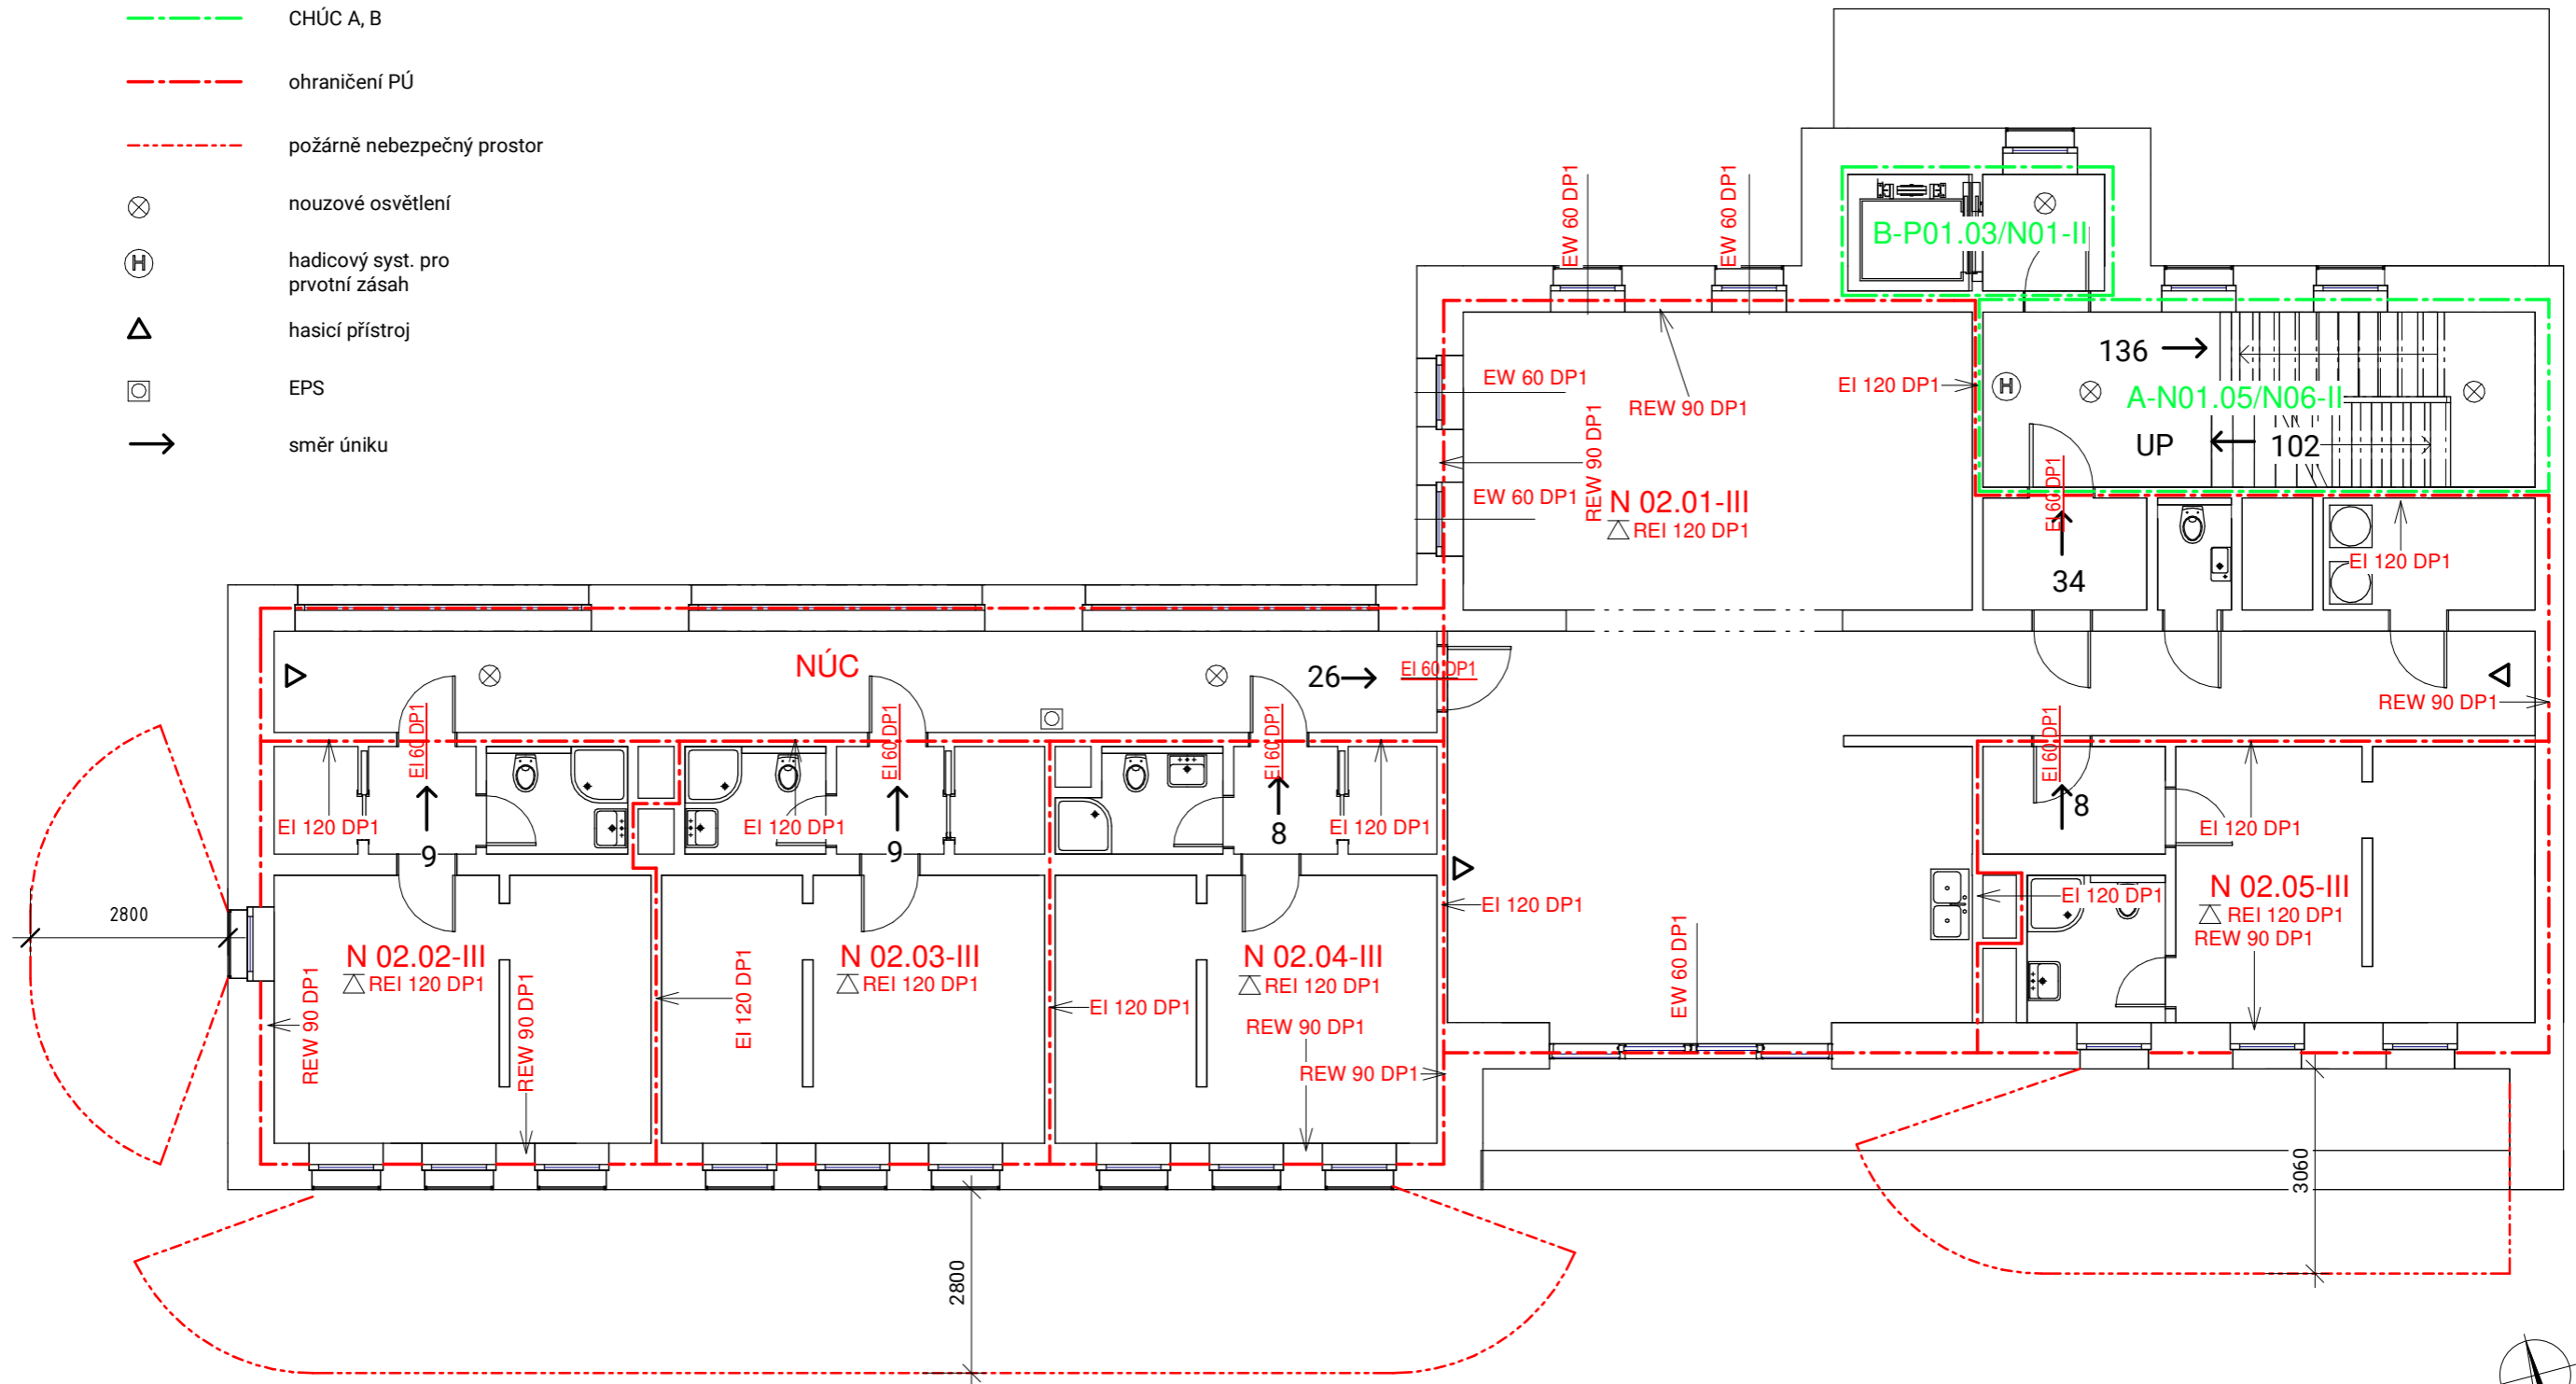 CHÚC A, B
ohraničení PÚ
požárně nebezpečný prostor
nouzové osvětlení
H
hadicový syst. pro
prvotní zásah
hasicí přístroj
EPS
směr úniku
EW 60 DP1
EW 60 DP1
B-P01.03/N01-II
136
EW 60 DP1
EI 120 DP1
H
REW 90 DP1
A-N01.05/N06-II
REW 90 DP1
UP
102
EW 60 DP1
N 02.01-III
REI 120 DP1
EI 60 DP1
EI 120 DP1
34
NÚC
26
EI 60 DP1
REW 90 DP1
EI 60 DP1
EI 60 DP1
EI 60 DP1
EI 60 DP1
8
EI 120 DP1
9
EI 120 DP1
9
8
EI 120 DP1
EI 120 DP1
N 02.05-III
EI 120 DP1
EI 120 DP1
REI 120 DP1
REW 90 DP1
2800
N 02.02-III
REI 120 DP1
N 02.03-III
REI 120 DP1
N 02.04-III
REI 120 DP1
EW 60 DP1
REW 90 DP1
REW 90 DP1
EI 120 DP1
EI 120 DP1
REW 90 DP1
REW 90 DP1
3060
2800